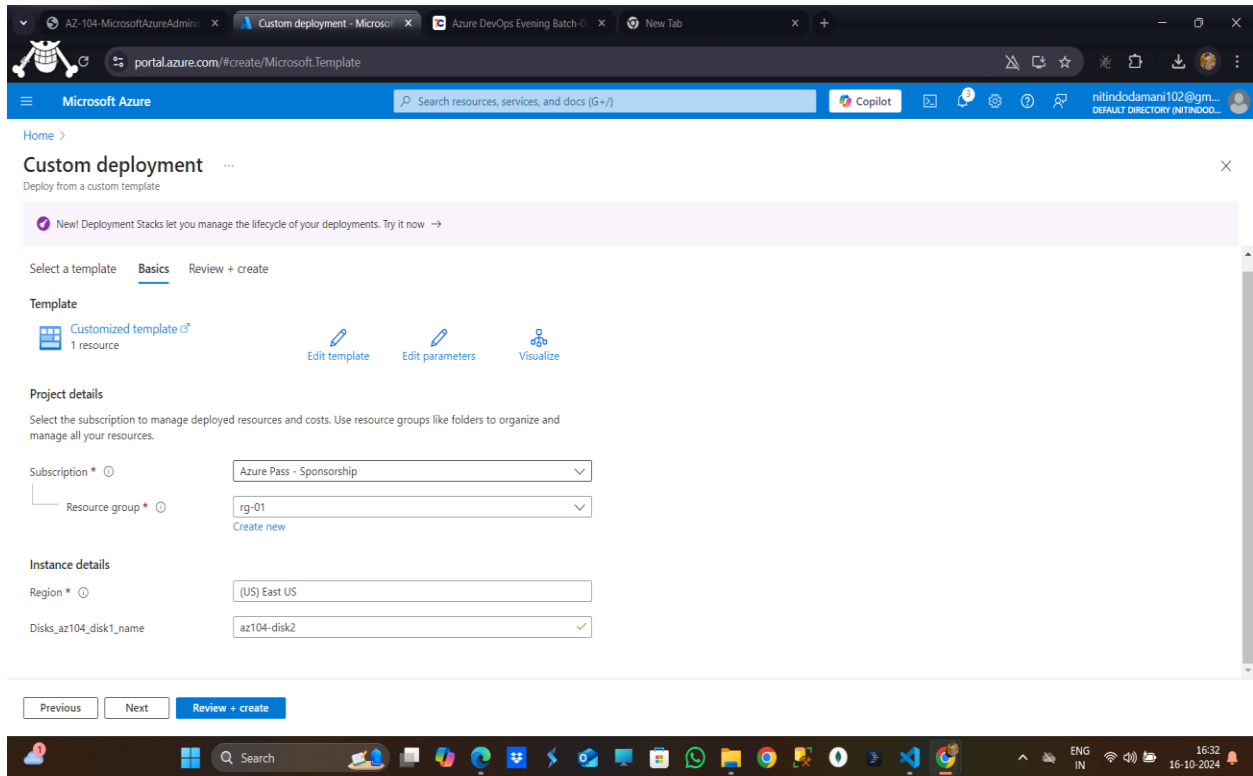 AZ-104-MicrosoftAzureAdminis
Custom deployment - Microsof
Azure DevOps Evening Batch-0
New Tab
portal.azure.com/#create/Microsoft.Template
Microsoft Azure
Search resources, services, and docs (G+/)
Copilot
3
nitindodamani102@gm...
DEFAULT DIRECTORY (NITINDOD...
Home >
Custom deployment ...
Deploy from a custom template
New! Deployment Stacks let you manage the lifecycle of your deployments. Try it now →
Select a template Basics Review + create
Template
Customized template
1 resource
Edit template Edit parameters Visualize
Project details
Select the subscription to manage deployed resources and costs. Use resource groups like folders to organize and
manage all your resources.
Subscription * Azure Pass - Sponsorship
Resource group * rg-01
Create new
Instance details
Region * (US) East US
Disks_az104_disk1_name az104-disk2
Previous Next Review + create
1
Search
ENG
IN
16:32
16-10-2024